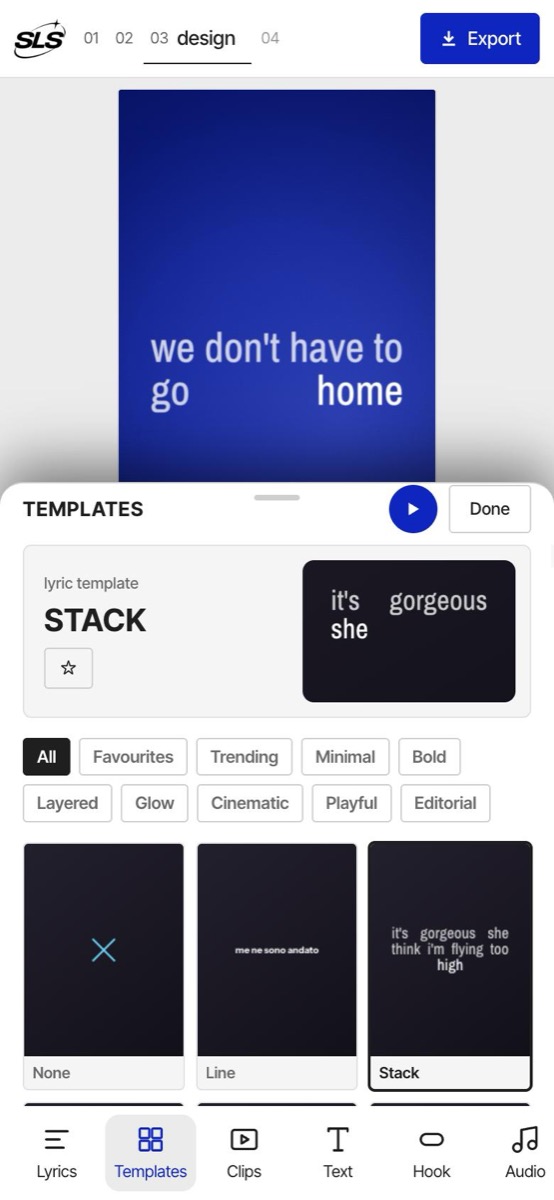 SLS 01 02 03 design 04 Export
we don't have to
go home
TEMPLATES Done
lyric template
STACK
it's gorgeous
she
All Favourites Trending Minimal Bold
Layered Glow Cinematic Playful Editorial
me ne sono andato
it's gorgeous she
think i'm flying too
high
None Line Stack
Lyrics Templates Clips Text Hook Audio